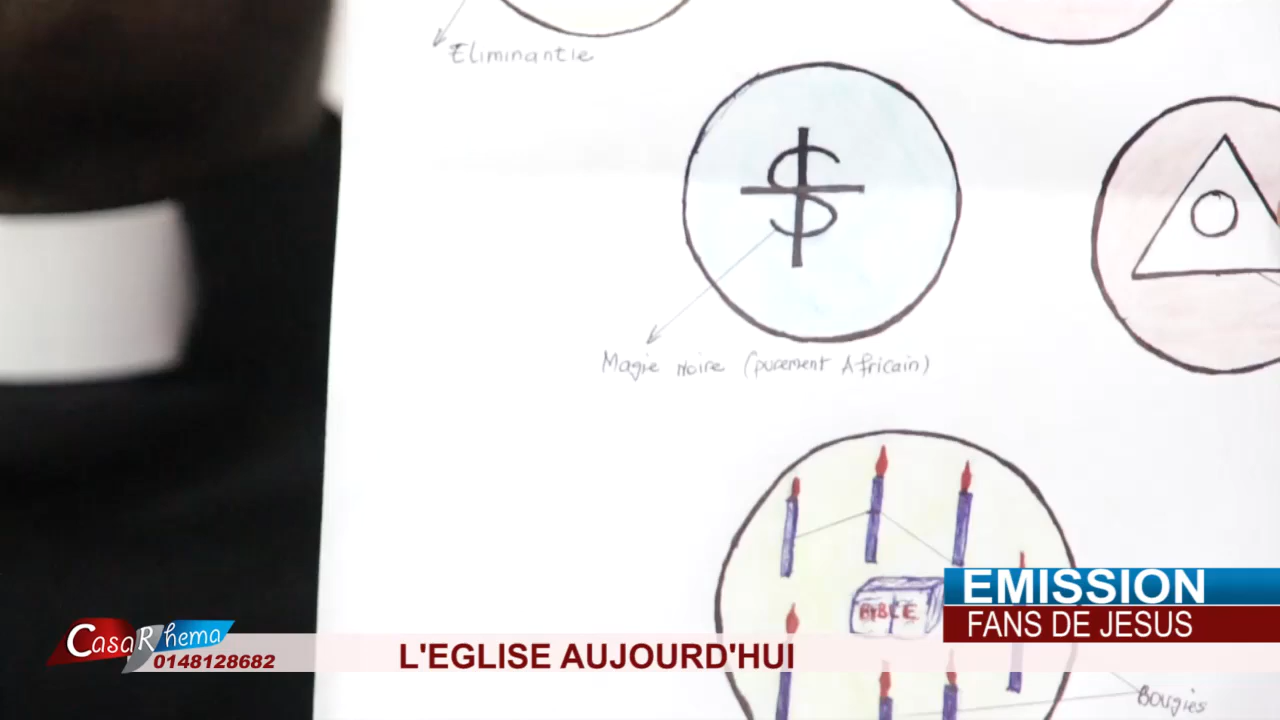 Eliminantie
$
Magie Noire (purement Africain)
BIBLE
EMISSION
FANS DE JESUS
CasaRhema
0148128682
L'EGLISE AUJOURD'HUI
Bougies